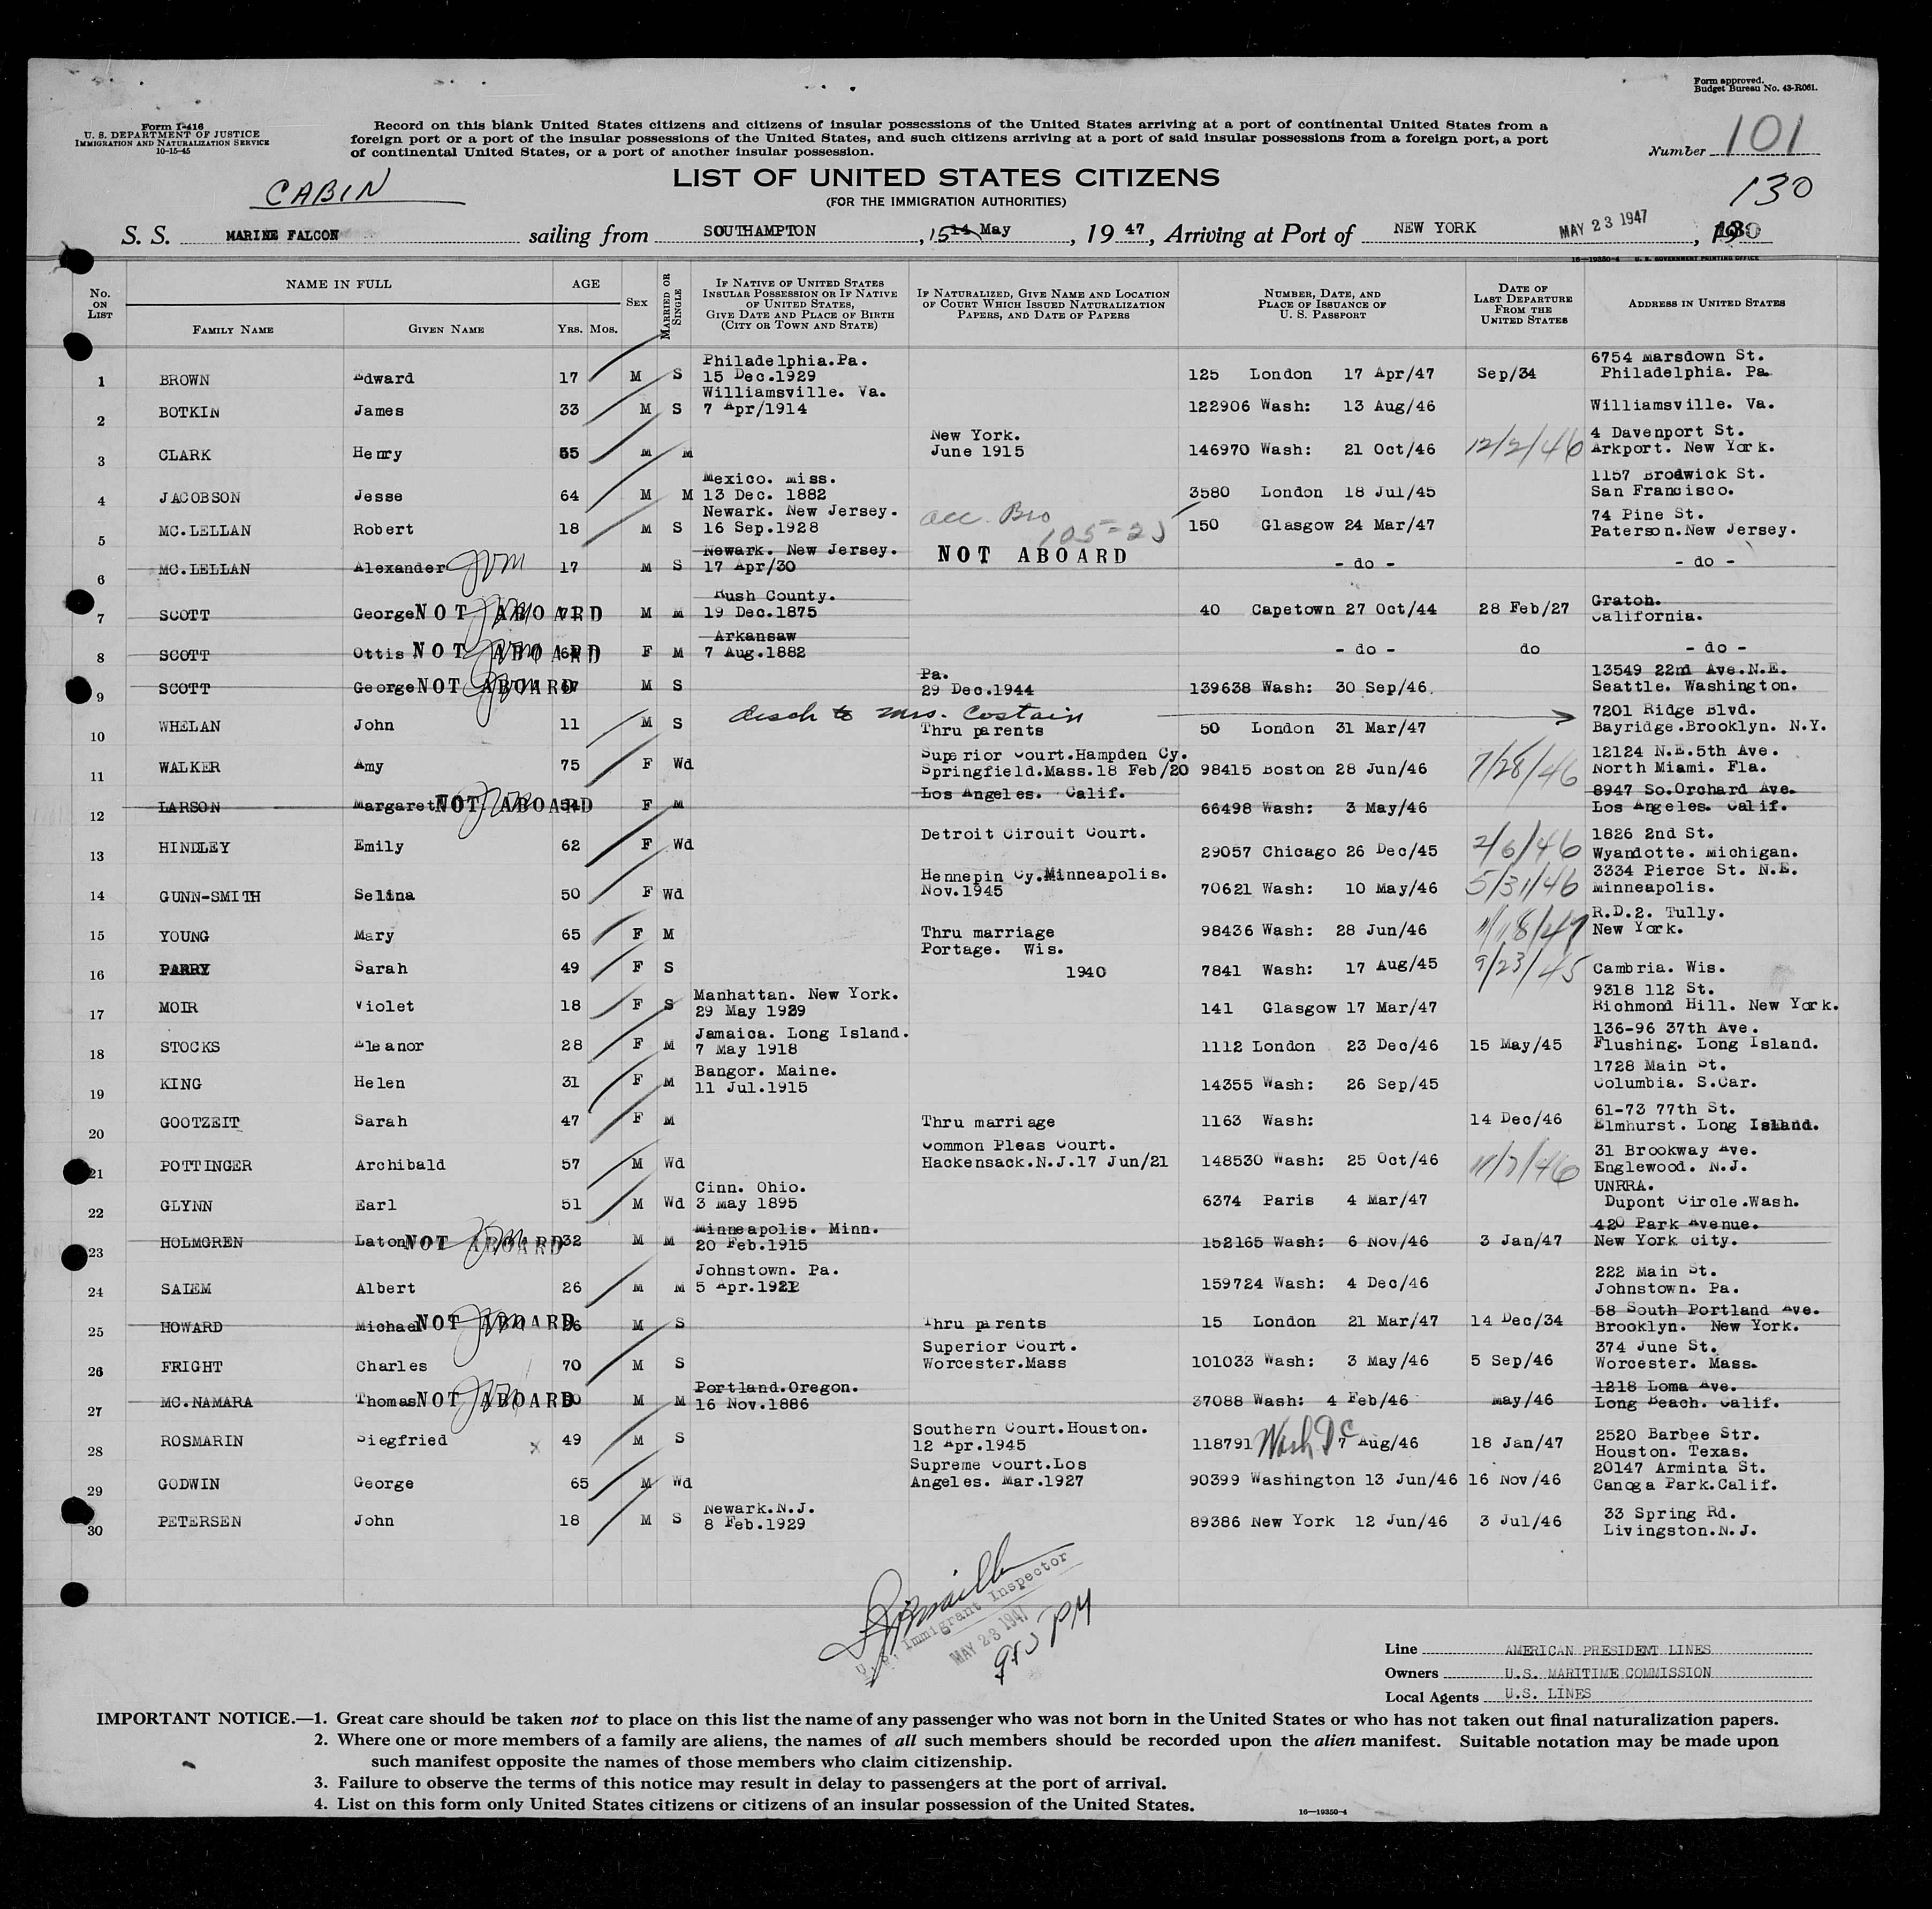 Form approved.
Budget Bureau No. 43-R061.
Form I-416
U. S. DEPARTMENT OF JUSTICE
IMMIGRATION AND NATURALIZATION SERVICE
10-15-45
Record on this blank United States citizens and citizens of insular possessions of the United States arriving at a port of continental United States from a
foreign port or a port of the insular possessions of the United States, and such citizens arriving at a port of said insular possessions from a foreign port, a port
of continental United States, or a port of another insular possession.
Number 101
130
CABIN
LIST OF UNITED STATES CITIZENS
(FOR THE IMMIGRATION AUTHORITIES)
S. S. MARINE FALCON sailing from SOUTHAMPTON, 15 14 May, 19 47, Arriving at Port of NEW YORK MAY 23 1947, 19
16—19350-4 U. S. GOVERNMENT PRINTING OFFICE
No. ON LIST
NAME IN FULL
FAMILY NAME
GIVEN NAME
AGE
YRS. MOS.
SEX
MARRIED OR SINGLE
IF NATIVE OF UNITED STATES INSULAR POSSESSION OR IF NATIVE OF UNITED STATES, GIVE DATE AND PLACE OF BIRTH (CITY OR TOWN AND STATE)
IF NATURALIZED, GIVE NAME AND LOCATION OF COURT WHICH ISSUED NATURALIZATION PAPERS, AND DATE OF PAPERS
NUMBER, DATE, AND PLACE OF ISSUANCE OF U. S. PASSPORT
DATE OF LAST DEPARTURE FROM THE UNITED STATES
ADDRESS IN UNITED STATES
1 BROWN Edward 17 M S Philadelphia.Pa. 15 Dec.1929 125 London 17 Apr/47 Sep/34 6754 Marsdown St. Philadelphia. Pa
2 BOTKIN James 33 M S Williamsville. Va. 7 Apr/1914 122906 Wash: 13 Aug/46 Williamsville. Va.
3 CLARK Henry 55 M M New York. June 1915 146970 Wash: 21 Oct/46 12/2/46 4 Davenport St. Arkport. New York.
4 JACOBSON Jesse 64 M M Mexico. Miss. 13 Dec. 1882 3580 London 18 Jul/45 1157 Brodwick St. San Francisco.
5 MC.LELLAN Robert 18 M S Newark. New Jersey. 16 Sep.1928 acc. Bro 150 Glasgow 24 Mar/47 74 Pine St. Paterson.New Jersey.
6 MC.LELLAN Alexander 17 M S Newark. New Jersey. 17 Apr/30 NOT ABOARD - do - - do -
7 SCOTT George NOT ABOARD 71 M M Rush County. 19 Dec.1875 40 Capetown 27 Oct/44 28 Feb/27 Graton. California.
8 SCOTT Ottis NOT ABOARD F M Arkansaw 7 Aug.1882 - do - do - do -
9 SCOTT George NOT ABOARD M S Pa. 29 Dec.1944 139638 Wash: 30 Sep/46. 13549 22nd Ave.N.E. Seattle. Washington.
10 WHELAN John 11 M S disch to Mrs. Costain Thru parents 50 London 31 Mar/47 7201 Ridge Blvd. Bayridge.Brooklyn. N.Y.
11 WALKER Amy 75 F Wd Superior Court.Hampden Cy. Springfield.Mass.18 Feb/20 98415 Boston 28 Jun/46 7/28/46 12124 N.E.5th Ave. North Miami. Fla.
12 LARSON Margaret NOT ABOARD F M Los Angeles. Calif. 66498 Wash: 3 May/46 8947 So.Orchard Ave. Los Angeles. Calif.
13 HINDLEY Emily 62 F Wd Detroit Circuit Court. 29057 Chicago 26 Dec/45 2/6/46 1826 2nd St. Wyandotte. Michigan.
14 GUNN-SMITH Selina 50 F Wd Hennepin Cy.Minneapolis. Nov.1945 70621 Wash: 10 May/46 5/31/46 3334 Pierce St. N.E. Minneapolis.
15 YOUNG Mary 65 F M Thru marriage 98436 Wash: 28 Jun/46 R.D.2. Tully. New York.
16 PARRY Sarah 49 F S Portage. Wis. 1940 7841 Wash: 17 Aug/45 9/23/45 Cambria. Wis.
17 MOIR Violet 18 F S Manhattan. New York. 29 May 1929 141 Glasgow 17 Mar/47 9318 112 St. Richmond Hill. New York.
18 STOCKS Eleanor 28 F M Jamaica. Long Island. 7 May 1918 1112 London 23 Dec/46 15 May/45 136-96 37th Ave. Flushing. Long Island.
19 KING Helen 31 F M Bangor. Maine. 11 Jul.1915 14355 Wash: 26 Sep/45 1728 Main St. Columbia. S.Car.
20 GOOTZEIT Sarah 47 F M Thru marriage 1163 Wash: 14 Dec/46 61-73 77th St. Elmhurst. Long Island.
21 POTTINGER Archibald 57 M Wd Common Pleas Court. Hackensack.N.J.17 Jun/21 148530 Wash: 25 Oct/46 11/7/46 31 Brookway Ave. Englewood. N.J.
22 GLYNN Earl 51 M Wd Cinn. Ohio. 3 May 1895 6374 Paris 4 Mar/47 UNRRA. Dupont Circle.Wash.
23 HOLMGREN Laton NOT ABOARD 32 M M Minneapolis. Minn. 20 Feb.1915 152165 Wash: 6 Nov/46 3 Jan/47 420 Park Avenue. New York city.
24 SALEM Albert 26 M M Johnstown. Pa. 5 Apr.1921 159724 Wash: 4 Dec/46 222 Main St. Johnstown. Pa.
25 HOWARD Michael NOT ABOARD M S Thru parents 15 London 21 Mar/47 14 Dec/34 58 South Portland Ave. Brooklyn. New York.
26 FRIGHT Charles 70 M S Superior Court. Worcester.Mass 101033 Wash: 3 May/46 5 Sep/46 374 June St. Worcester. Mass.
27 MC.NAMARA Thomas NOT ABOARD M M Portland.Oregon. 16 Nov.1886 37088 Wash: 4 Feb/46 May/46 1218 Loma Ave. Long Beach. Calif.
28 ROSMARIN Siegfried x 49 M S Southern Court.Houston. 12 Apr.1945 118791 Wash DC 7 Aug/46 18 Jan/47 2520 Barbee Str. Houston. Texas.
29 GODWIN George 65 M Wd Supreme Court.Los Angeles. Mar.1927 90399 Washington 13 Jun/46 16 Nov/46 20147 Arminta St. Canoga Park.Calif.
30 PETERSEN John 18 M S Newark.N.J. 8 Feb.1929 89386 New York 12 Jun/46 3 Jul/46 33 Spring Rd. Livingston.N.J.
U. S. Immigrant Inspector
MAY 23 1947
PM
Line AMERICAN PRESIDENT LINES
Owners U.S. MARITIME COMMISSION
Local Agents U.S. LINES
IMPORTANT NOTICE.—1. Great care should be taken not to place on this list the name of any passenger who was not born in the United States or who has not taken out final naturalization papers.
2. Where one or more members of a family are aliens, the names of all such members should be recorded upon the alien manifest. Suitable notation may be made upon
such manifest opposite the names of those members who claim citizenship.
3. Failure to observe the terms of this notice may result in delay to passengers at the port of arrival.
4. List on this form only United States citizens or citizens of an insular possession of the United States.
16—19350-4